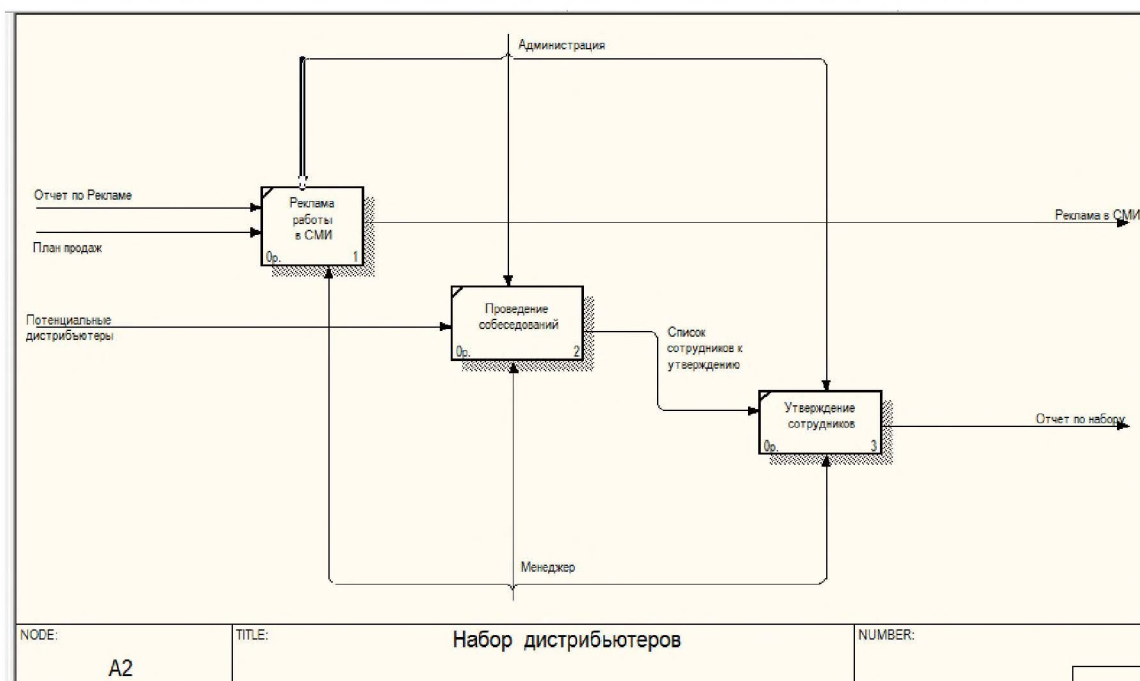 Администрация
Отчет по Рекламе
План продаж
Реклама
работы
в СМИ
0р.
1
Реклама в СМИ
Потенциальные
дистрибъютеры
Проведение
собеседований
0р.
2
Список
сотрудников к
утверждению
Утверждение
сотрудников
0р.
3
Отчет по набору
Менеджер
NODE:
A2
TITLE:
Набор дистрибьютеров
NUMBER: